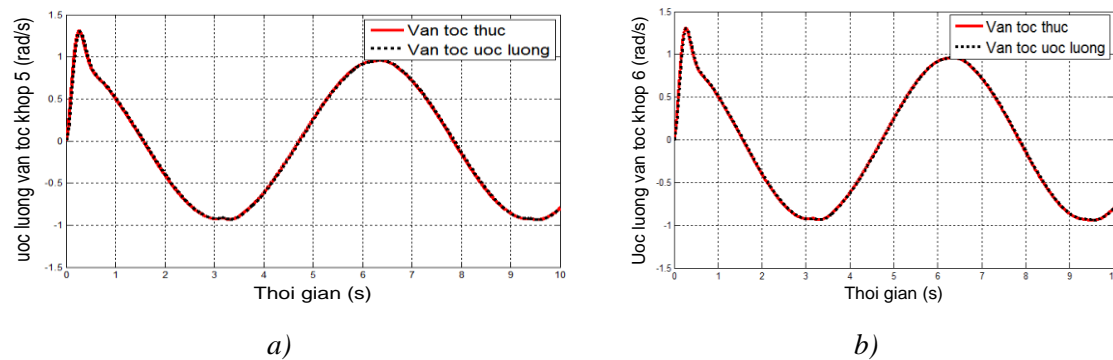 Van toc thuc
Van toc uoc luong
uoc luong van toc khop 5 (rad/s)
1.5
1
0.5
0
-0.5
-1
-1.5
0 1 2 3 4 5 6 7 8 9 10
Thoi gian (s)
a)
Van toc thuc
Van toc uoc luong
Uoc luong van toc khop 6 (rad/s)
1.5
1
0.5
0
-0.5
-1
-1.5
0 1 2 3 4 5 6 7 8 9
Thoi gian (s)
b)